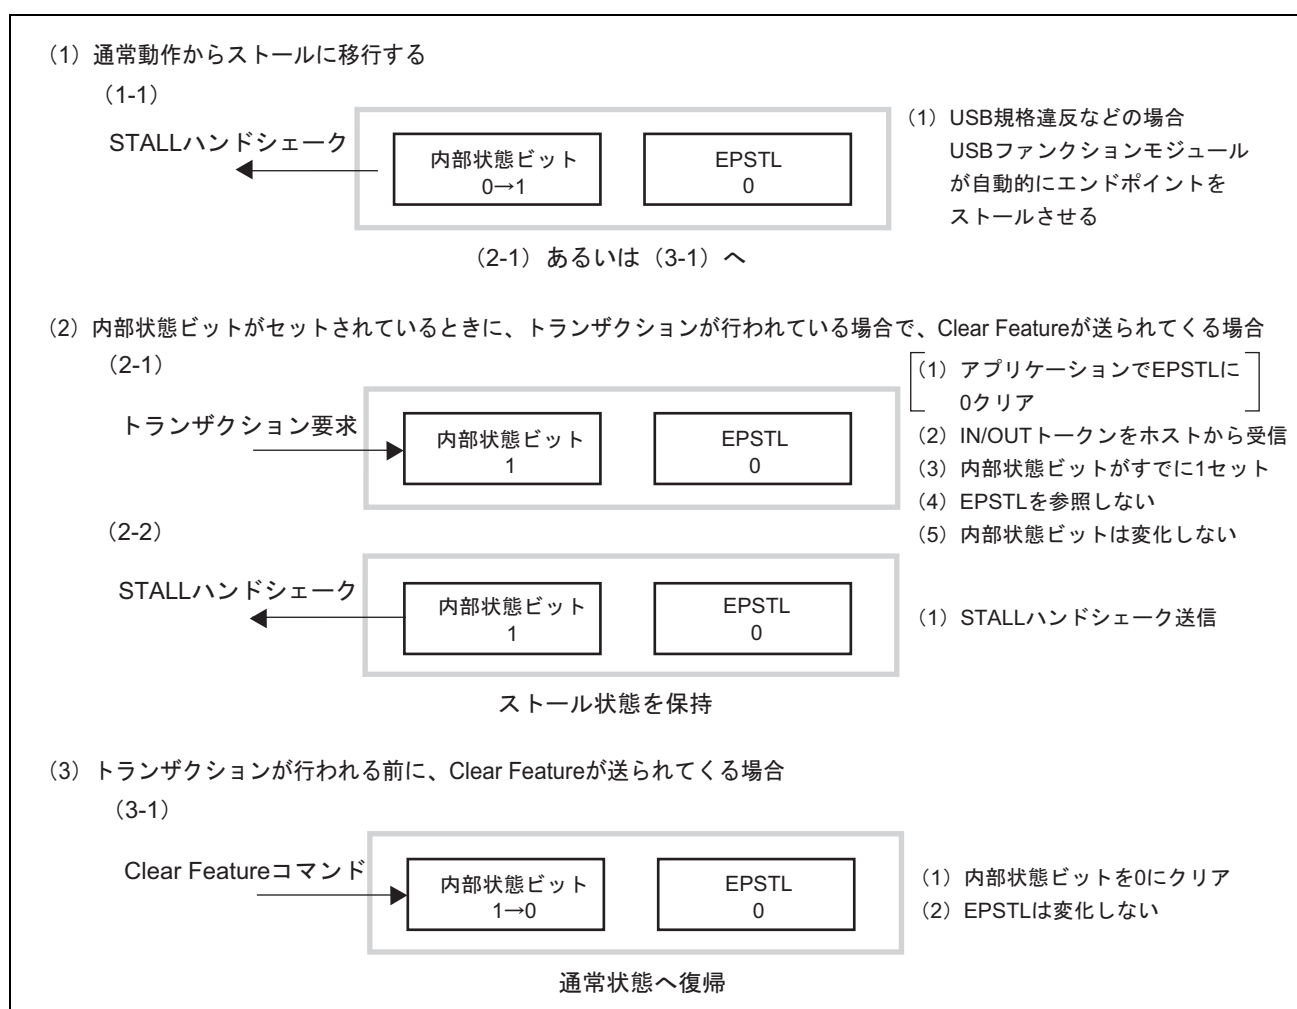 （1）通常動作からストールに移行する
（1-1）
STALLハンドシェーク
内部状態ビット
0→1
EPSTL
0
（1）USB規格違反などの場合
USBファンクションモジュール
が自動的にエンドポイントを
ストールさせる
（2-1）あるいは（3-1）へ
（2）内部状態ビットがセットされているときに、トランザクションが行われている場合で、Clear Featureが送られてくる場合
（2-1）
トランザクション要求
内部状態ビット
1
EPSTL
0
（1）アプリケーションでEPSTLに
0クリア
（2）IN/OUTトークンをホストから受信
（3）内部状態ビットがすでに1セット
（4）EPSTLを参照しない
（5）内部状態ビットは変化しない
（2-2）
STALLハンドシェーク
内部状態ビット
1
EPSTL
0
（1）STALLハンドシェーク送信
ストール状態を保持
（3）トランザクションが行われる前に、Clear Featureが送られてくる場合
（3-1）
Clear Featureコマンド
内部状態ビット
1→0
EPSTL
0
（1）内部状態ビットを0にクリア
（2）EPSTLは変化しない
通常状態へ復帰